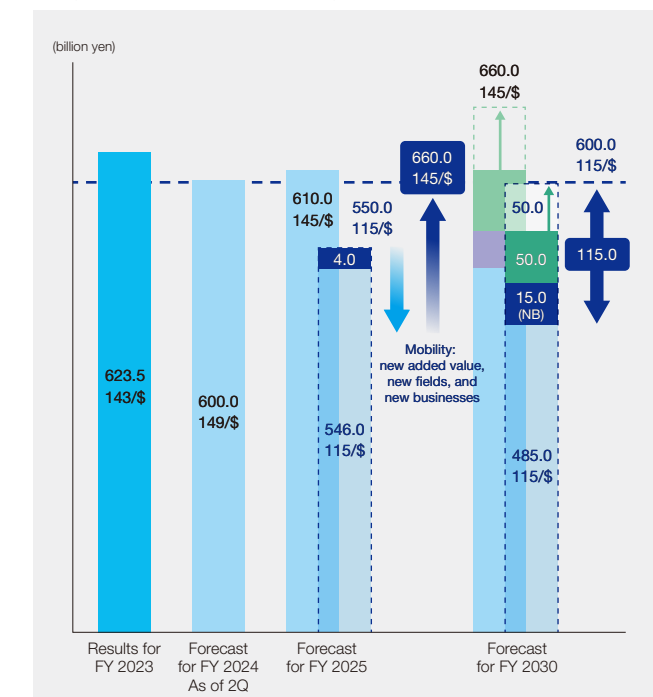 (billion yen)
660.0
145/$
600.0
115/$
660.0
145/$
610.0
145/$
550.0
115/$
50.0
4.0
50.0
115.0
15.0
(NB)
Mobility:
new added value,
new fields, and
new businesses
623.5
143/$
600.0
149/$
546.0
115/$
485.0
115/$
Results for
FY 2023
Forecast
for FY 2024
As of 2Q
Forecast
for FY 2025
Forecast
for FY 2030